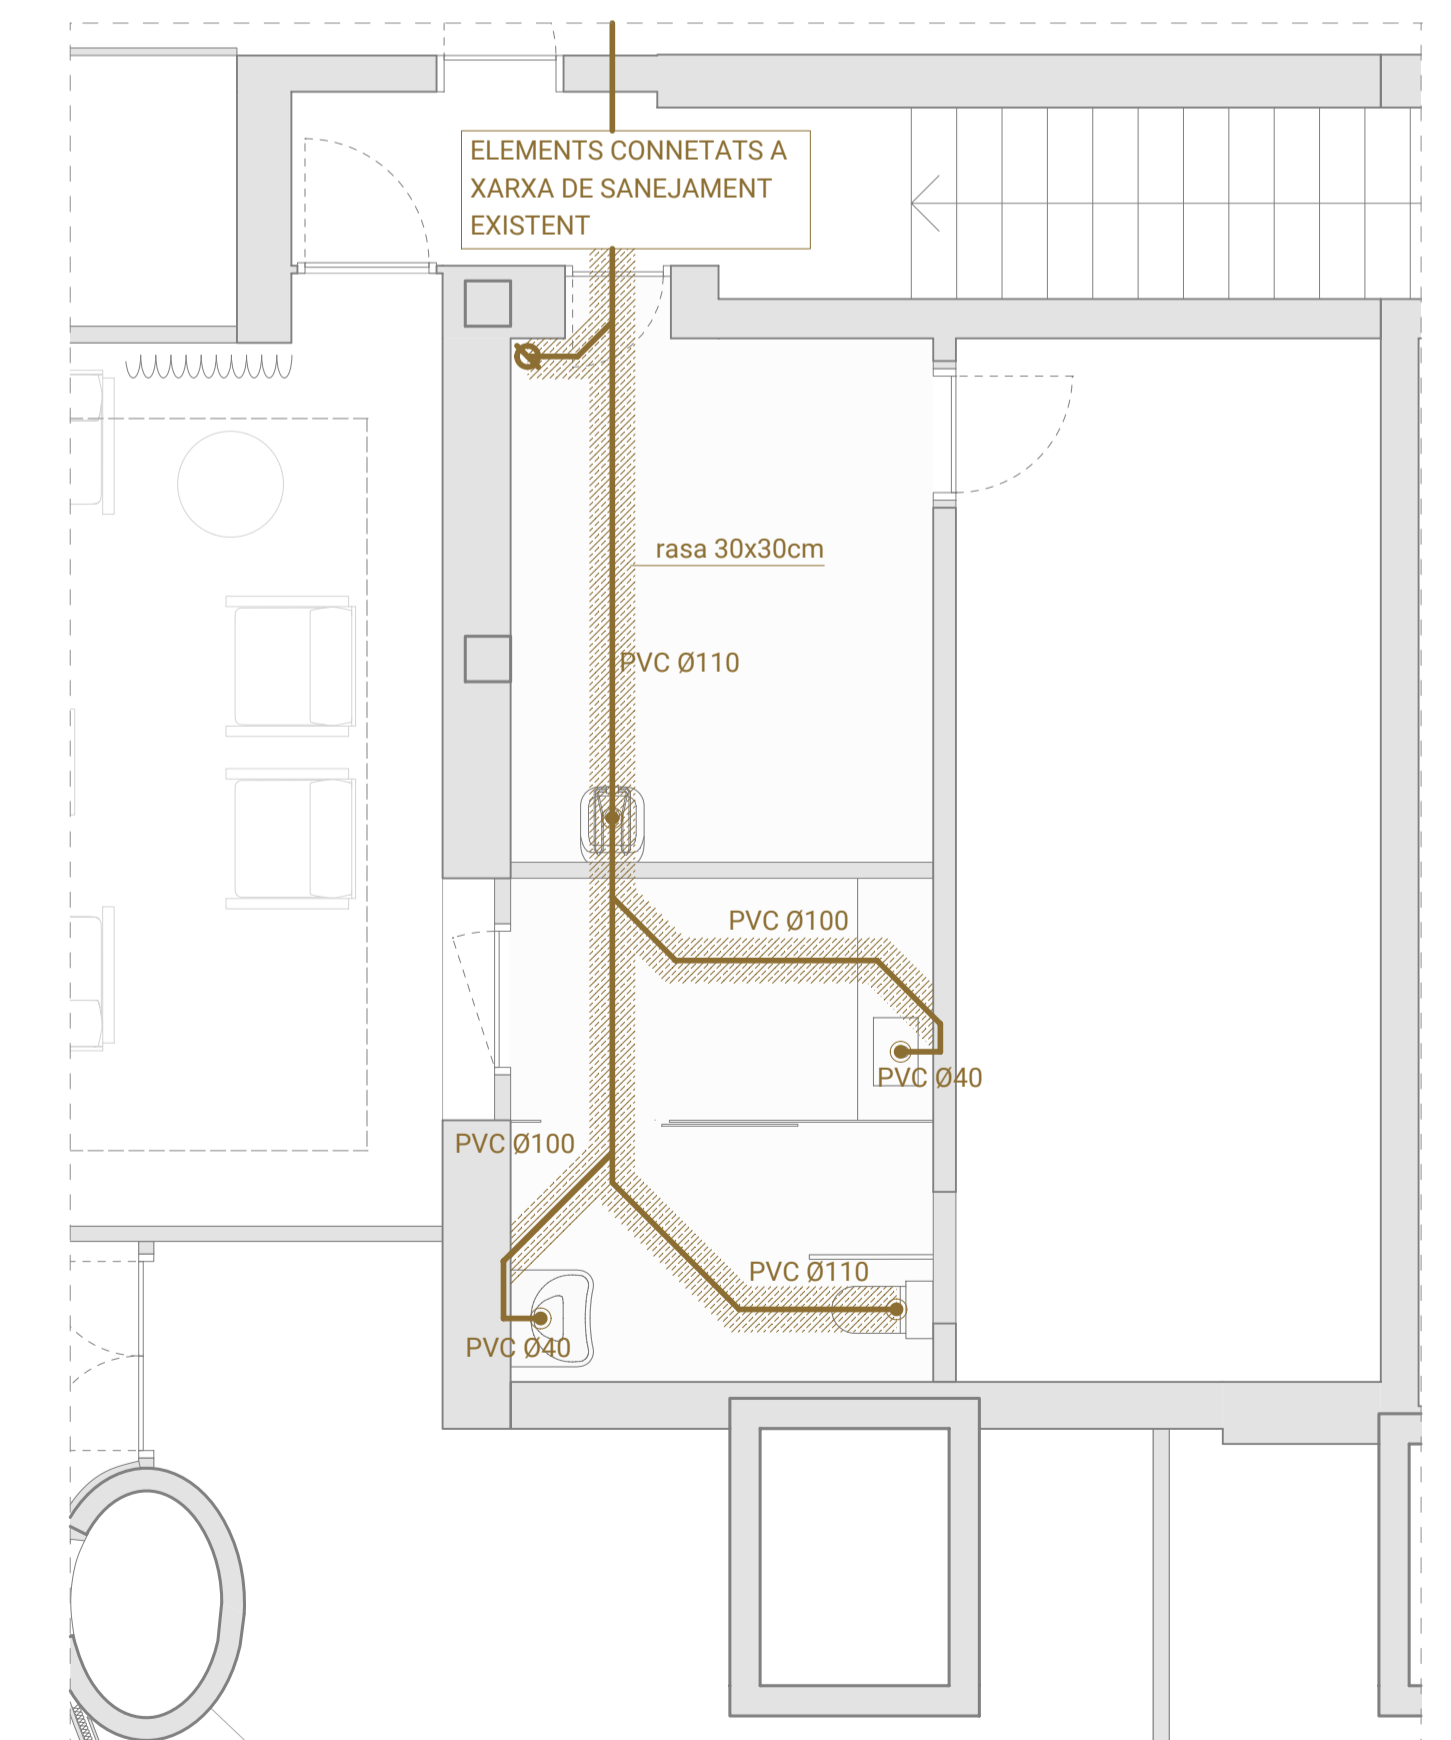 ELEMENTS CONNETATS A
XARXA DE SANEJAMENT
EXISTENT
rasa 30x30cm
PVC Ø110
PVC Ø100
PVC Ø40
PVC Ø100
PVC Ø110
PVC Ø40